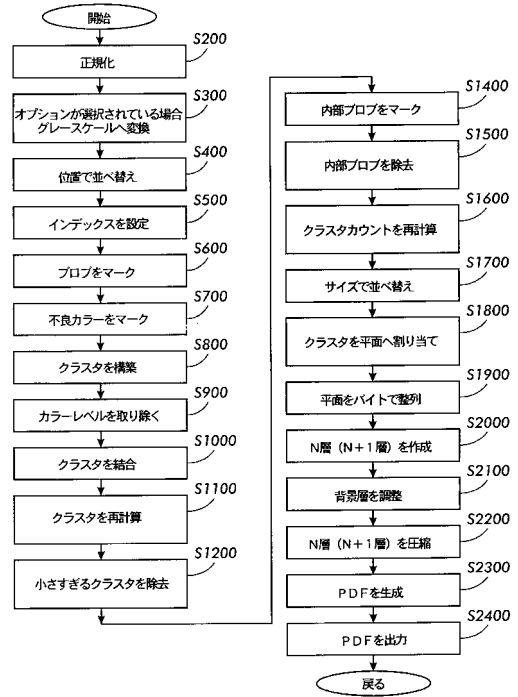 開始
S200
正規化
S300
オプションが選択されている場合
グレースケールへ変換
S400
位置で並べ替え
S500
インデックスを設定
S600
ブロブをマーク
S700
不良カラーをマーク
S800
クラスタを構築
S900
カラーレベルを取り除く
S1000
クラスタを結合
S1100
クラスタを再計算
S1200
小さすぎるクラスタを除去
S1400
内部ブロブをマーク
S1500
内部ブロブを除去
S1600
クラスタカウントを再計算
S1700
サイズで並べ替え
S1800
クラスタを平面へ割り当て
S1900
平面をバイトで整列
S2000
N層（N+1層）を作成
S2100
背景層を調整
S2200
N層（N+1層）を圧縮
S2300
PDFを生成
S2400
PDFを出力
戻る